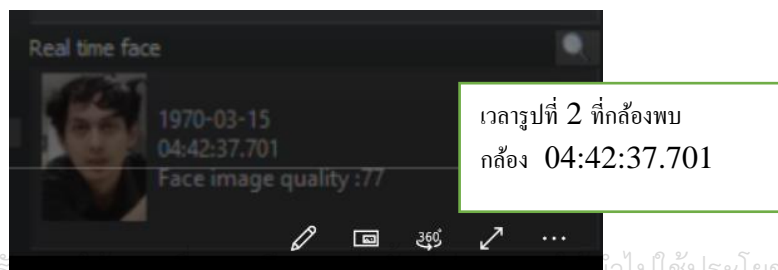 Real time face
1970-03-15
04:42:37.701
Face image quality :77
เวลารูปที่ 2 ที่กล้องพบ
กล้อง 04:42:37.701
360°